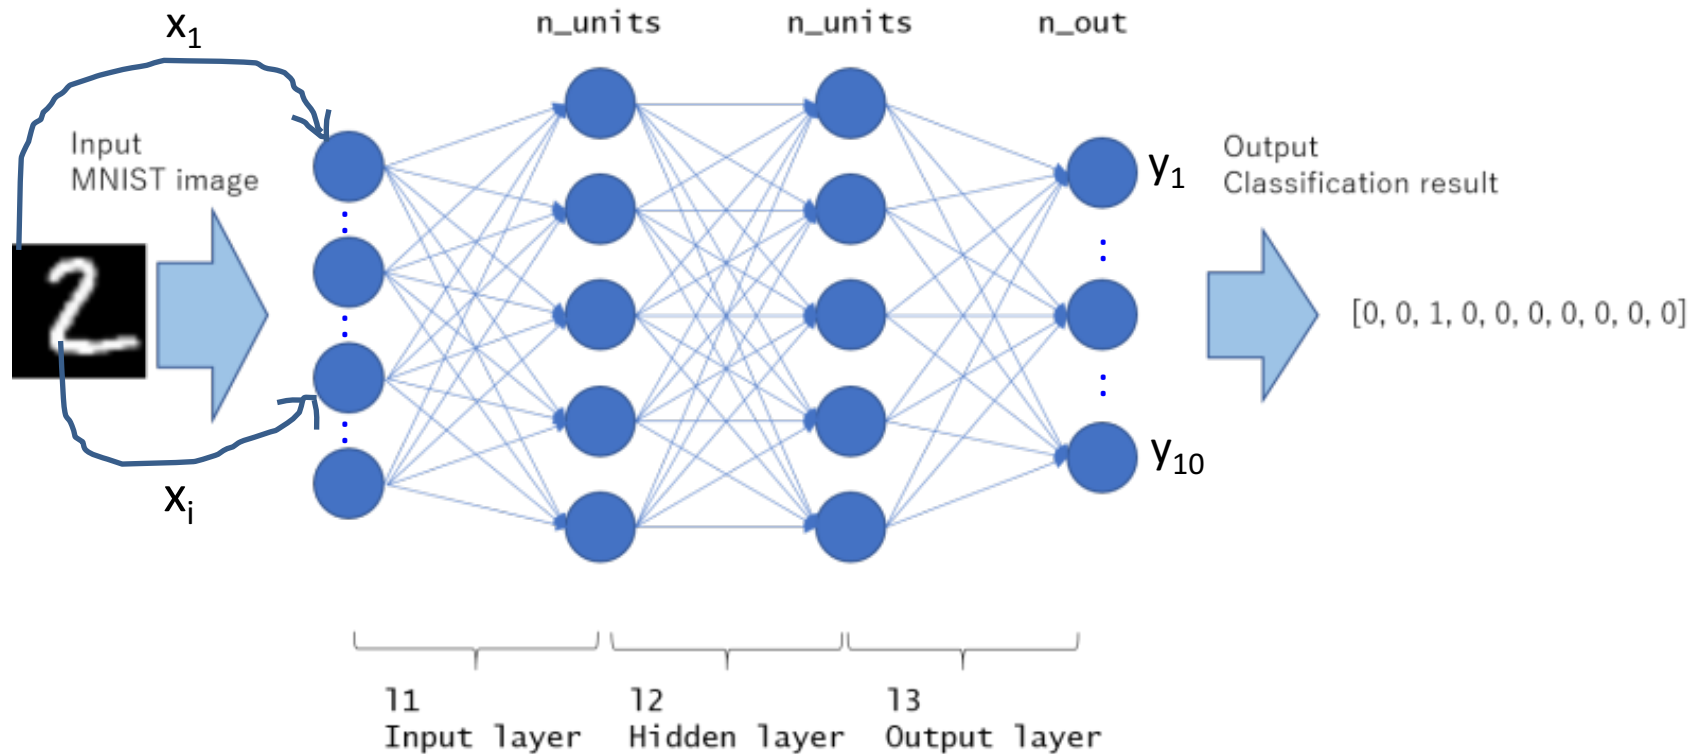 x1
n_units
n_units
n_out
Input
MNIST image
2
xi
y1
y10
Output
Classification result
[0, 0, 1, 0, 0, 0, 0, 0, 0, 0]
l1
Input layer
l2
Hidden layer
l3
Output layer